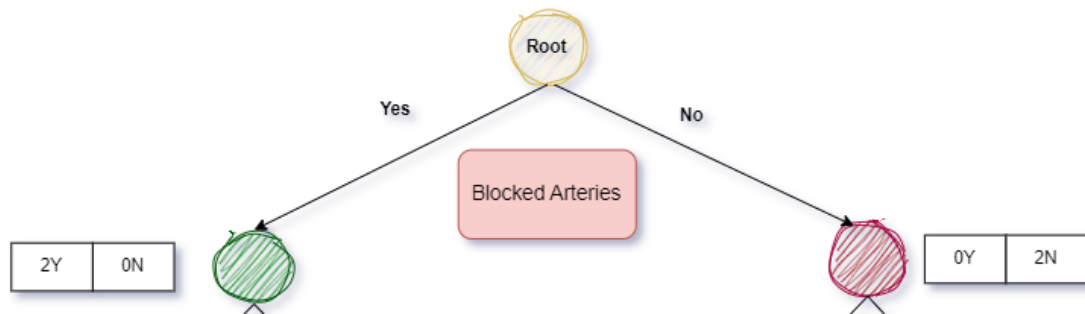 Root
Yes
No
Blocked Arteries
2Y
0N
0Y
2N